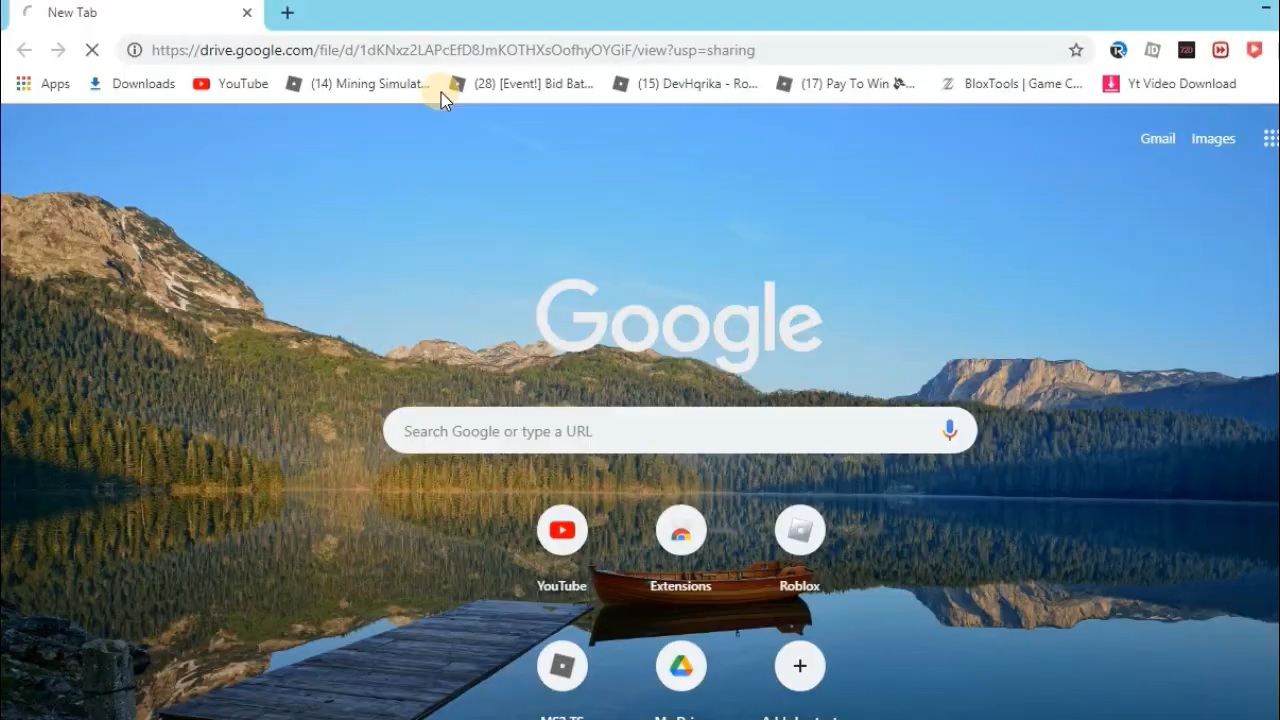 New Tab
https://drive.google.com/file/d/1dKNxz2LAPcEfD8JmKOTHXsOofhyOYGiF/view?usp=sharing
Apps Downloads YouTube (14) Mining Simulat... (28) [Event!] Bid Bat... (15) DevHqrika - Ro... (17) Pay To Win ... BloxTools | Game C... Yt Video Download
ID 720
Gmail Images
Google
Search Google or type a URL
YouTube Extensions Roblox